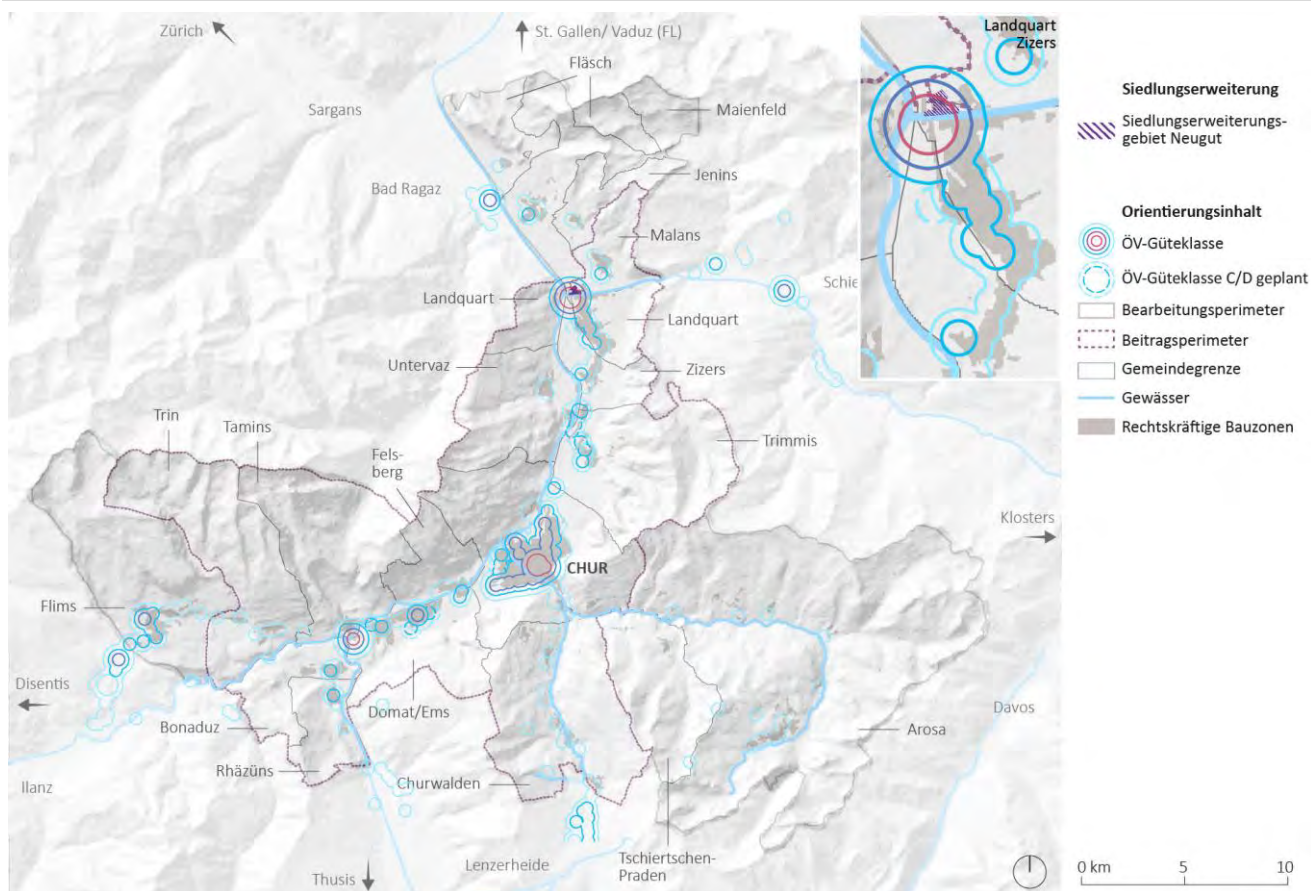 Zürich
St. Gallen/ Vaduz (FL)
Fläsch
Maienfeld
Sargans
Jenins
Bad Ragaz
Malans
Landquart
Schie
Landquart
Untervaz
Zizers
Trin
Tamins
Trimmis
Fels-
berg
Klosters
CHUR
Flims
Disentis
Davos
Domat/Ems
Bonaduz
Arosa
Rhäzüns
Churwalden
Ilanz
Tschiertschen-
Praden
Lenzerheide
Thusis
Landquart
Zizers
Siedlungserweiterung
Siedlungserweiterungs-
gebiet Neugut
Orientierungsinhalt
ÖV-Güteklasse
ÖV-Güteklasse C/D geplant
Bearbeitungsperimeter
Beitragsperimeter
Gemeindegrenze
Gewässer
Rechtskräftige Bauzonen
0 km 5 10